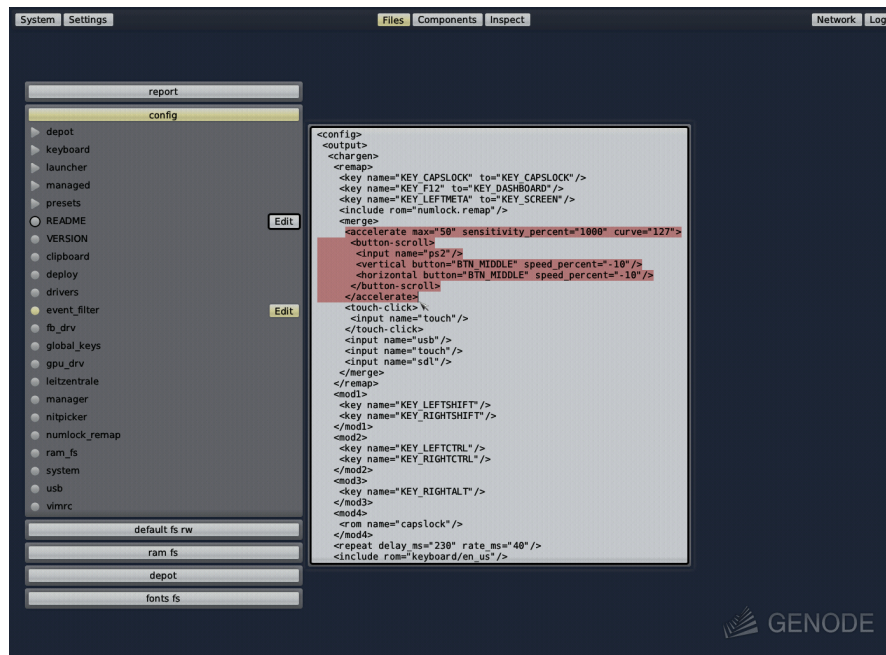 System Settings Files Components Inspect Network Log
report
config
depot
keyboard
launcher
managed
presets
README Edit
VERSION
clipboard
deploy
drivers
event_filter Edit
fb_drv
global_keys
gpu_drv
leitzentrale
manager
nitpicker
numlock_remap
ram_fs
system
usb
vimrc
default fs rw
ram fs
depot
fonts fs
<config>
<output>
<chargen>
<remap>
<key name="KEY_CAPSLOCK" to="KEY_CAPSLOCK"/>
<key name="KEY_F12" to="KEY_DASHBOARD"/>
<key name="KEY_LEFTMETA" to="KEY_SCREEN"/>
<include rom="numlock.remap"/>
<merge>
<accelerate max="50" sensitivity_percent="1000" curve="127">
<button-scroll>
<input name="ps2"/>
<vertical button="BTN_MIDDLE" speed_percent="-10"/>
<horizontal button="BTN_MIDDLE" speed_percent="-10"/>
</button-scroll>
</accelerate>
<touch-click>
<input name="touch"/>
</touch-click>
<input name="usb"/>
<input name="touch"/>
<input name="sdl"/>
</merge>
</remap>
<mod1>
<key name="KEY_LEFTSHIFT"/>
<key name="KEY_RIGHTSHIFT"/>
</mod1>
<mod2>
<key name="KEY_LEFTCTRL"/>
<key name="KEY_RIGHTCTRL"/>
</mod2>
<mod3>
<key name="KEY_RIGHTALT"/>
</mod3>
<mod4>
<rom name="capslock"/>
</mod4>
<repeat delay_ms="230" rate_ms="40"/>
<include rom="keyboard/en_us"/>
GENODE